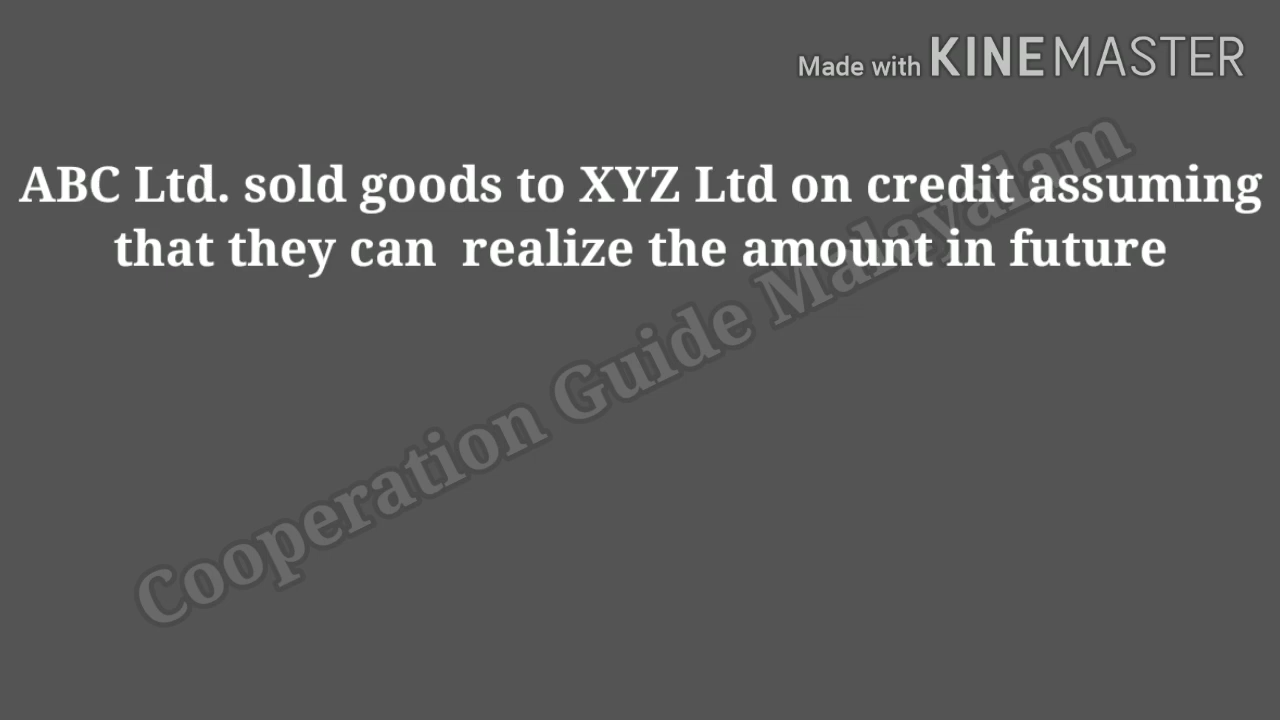 Made with KINEMASTER
ABC Ltd. sold goods to XYZ Ltd on credit assuming
that they can  realize the amount in future
Cooperation Guide Malayalam